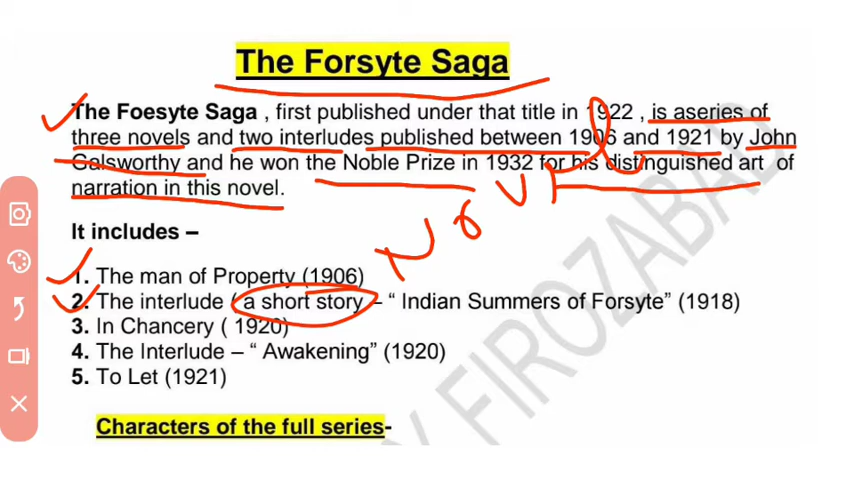 The Forsyte Saga
The Foesyte Saga , first published under that title in 1922 , is aseries of
three novels and two interludes published between 1906 and 1921 by John
Galsworthy and he won the Noble Prize in 1932 for his distinguished art of
narration in this novel.
Novel
It includes –
1. The man of Property (1906)
2. The interlude ( a short story – “ Indian Summers of Forsyte” (1918)
3. In Chancery ( 1920)
4. The Interlude – “ Awakening” (1920)
5. To Let (1921)
Characters of the full series-
Y FIROZABAD